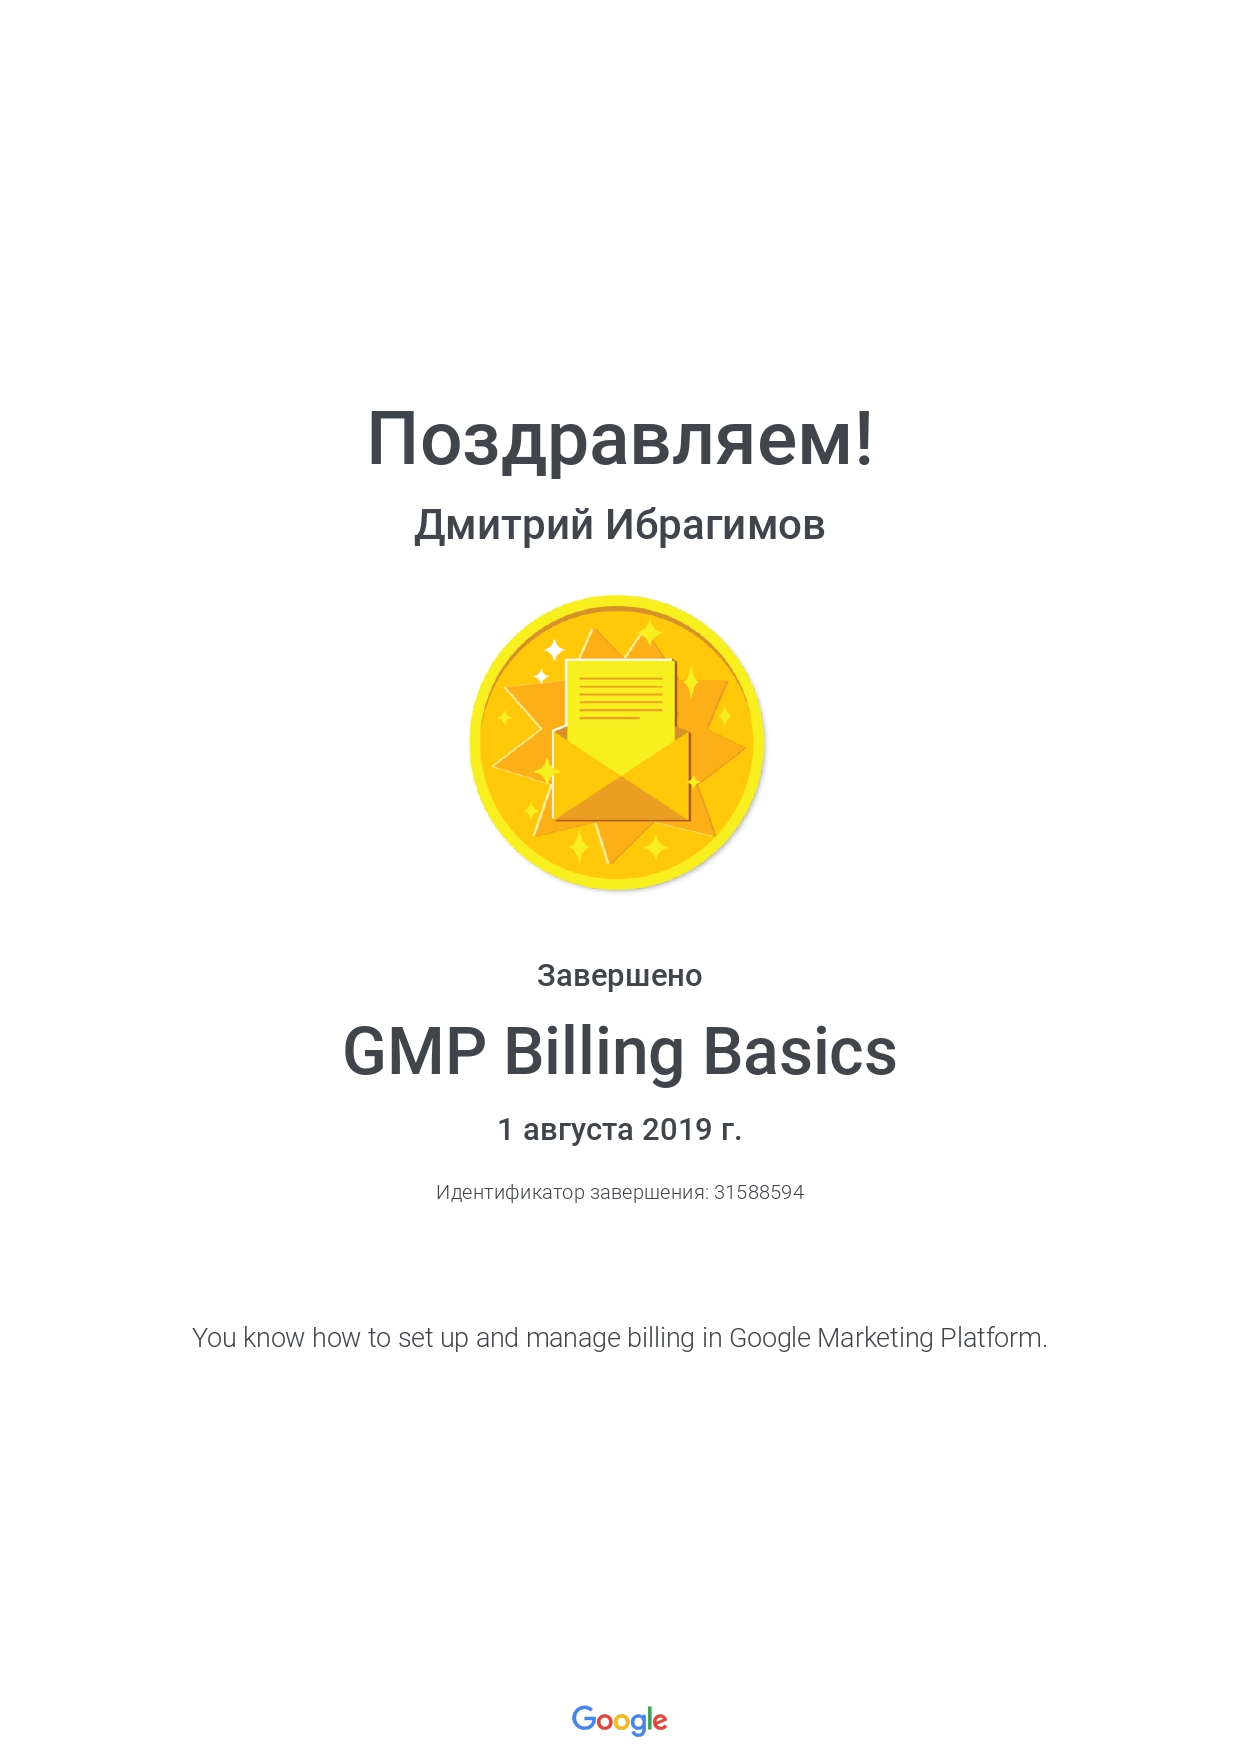 Поздравляем!
Дмитрий Ибрагимов
Завершено
GMP Billing Basics
1 августа 2019 г.
Идентификатор завершения: 31588594
You know how to set up and manage billing in Google Marketing Platform.
Google